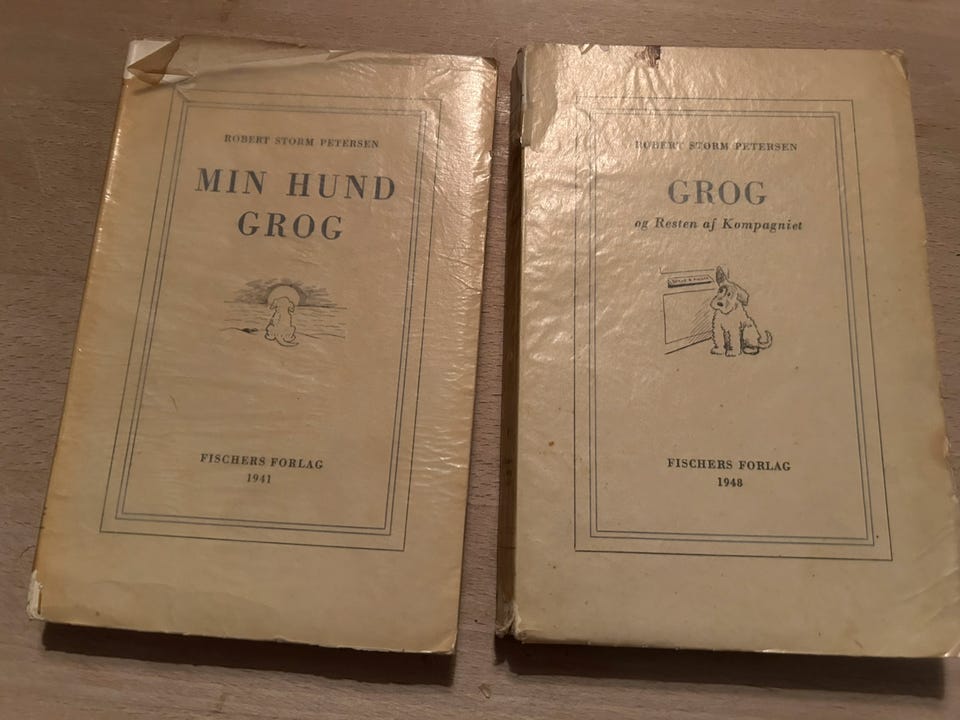 ROBERT STORM PETERSEN
MIN HUND
GROG
FISCHERS FORLAG
1941
ROBERT STORM PETERSEN
GROG
og Resten af Kompagniet
FISCHERS FORLAG
1948